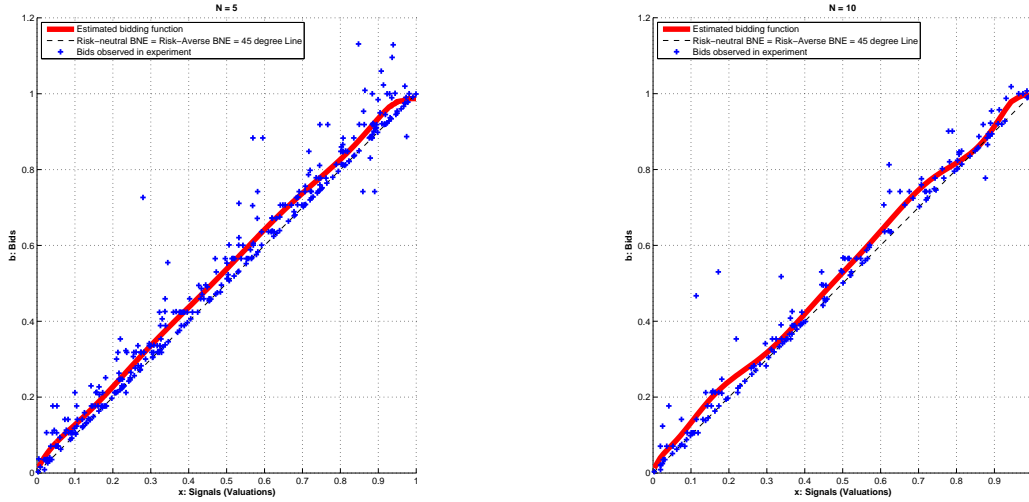 N = 5
Estimated bidding function
Risk−neutral BNE = Risk−Averse BNE = 45 degree Line
Bids observed in experiment
1.2
1
0.8
0.6
0.4
0.2
0
b: Bids
0 0.1 0.2 0.3 0.4 0.5 0.6 0.7 0.8 0.9 1
x: Signals (Valuations)
N = 10
Estimated bidding function
Risk−neutral BNE = Risk−Averse BNE = 45 degree Line
Bids observed in experiment
1.2
1
0.8
0.6
0.4
0.2
0
b: Bids
0 0.1 0.2 0.3 0.4 0.5 0.6 0.7 0.8 0.9
x: Signals (Valuations)